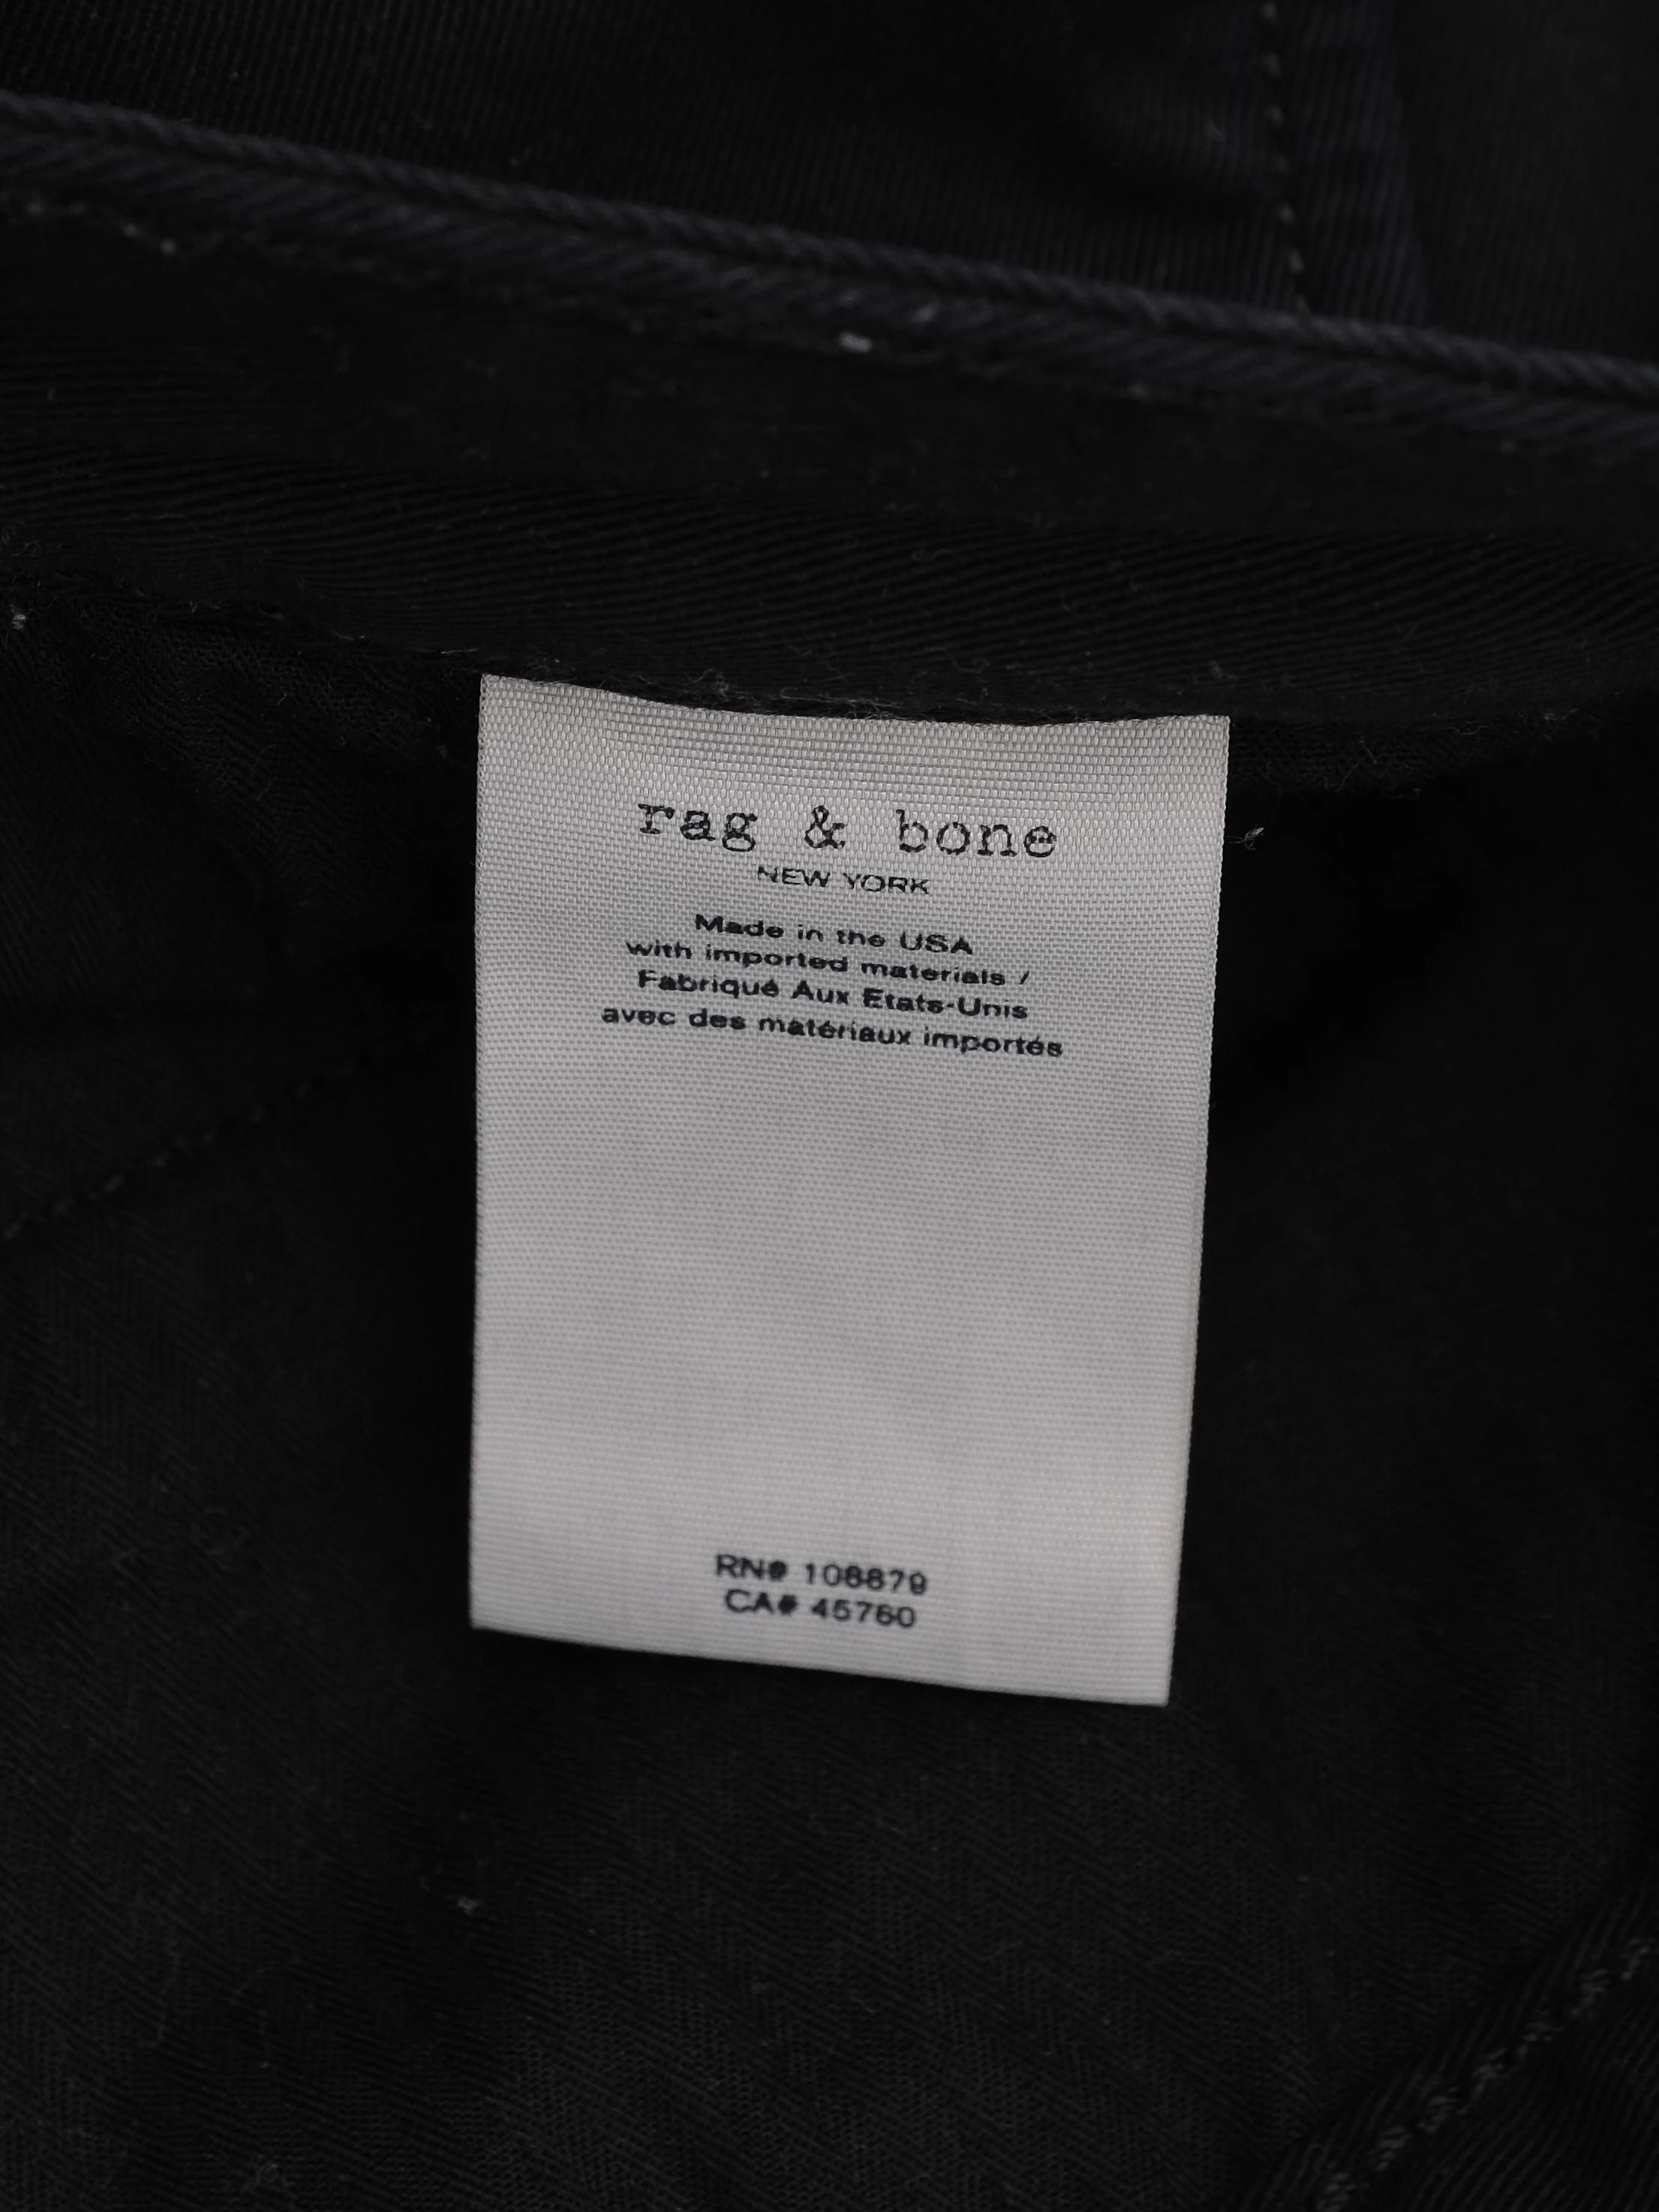 rag & bone
NEW YORK
Made in the USA
with imported materials /
Fabriqué Aux Etats-Unis
avec des matériaux importés
RN# 108879
CA# 45760